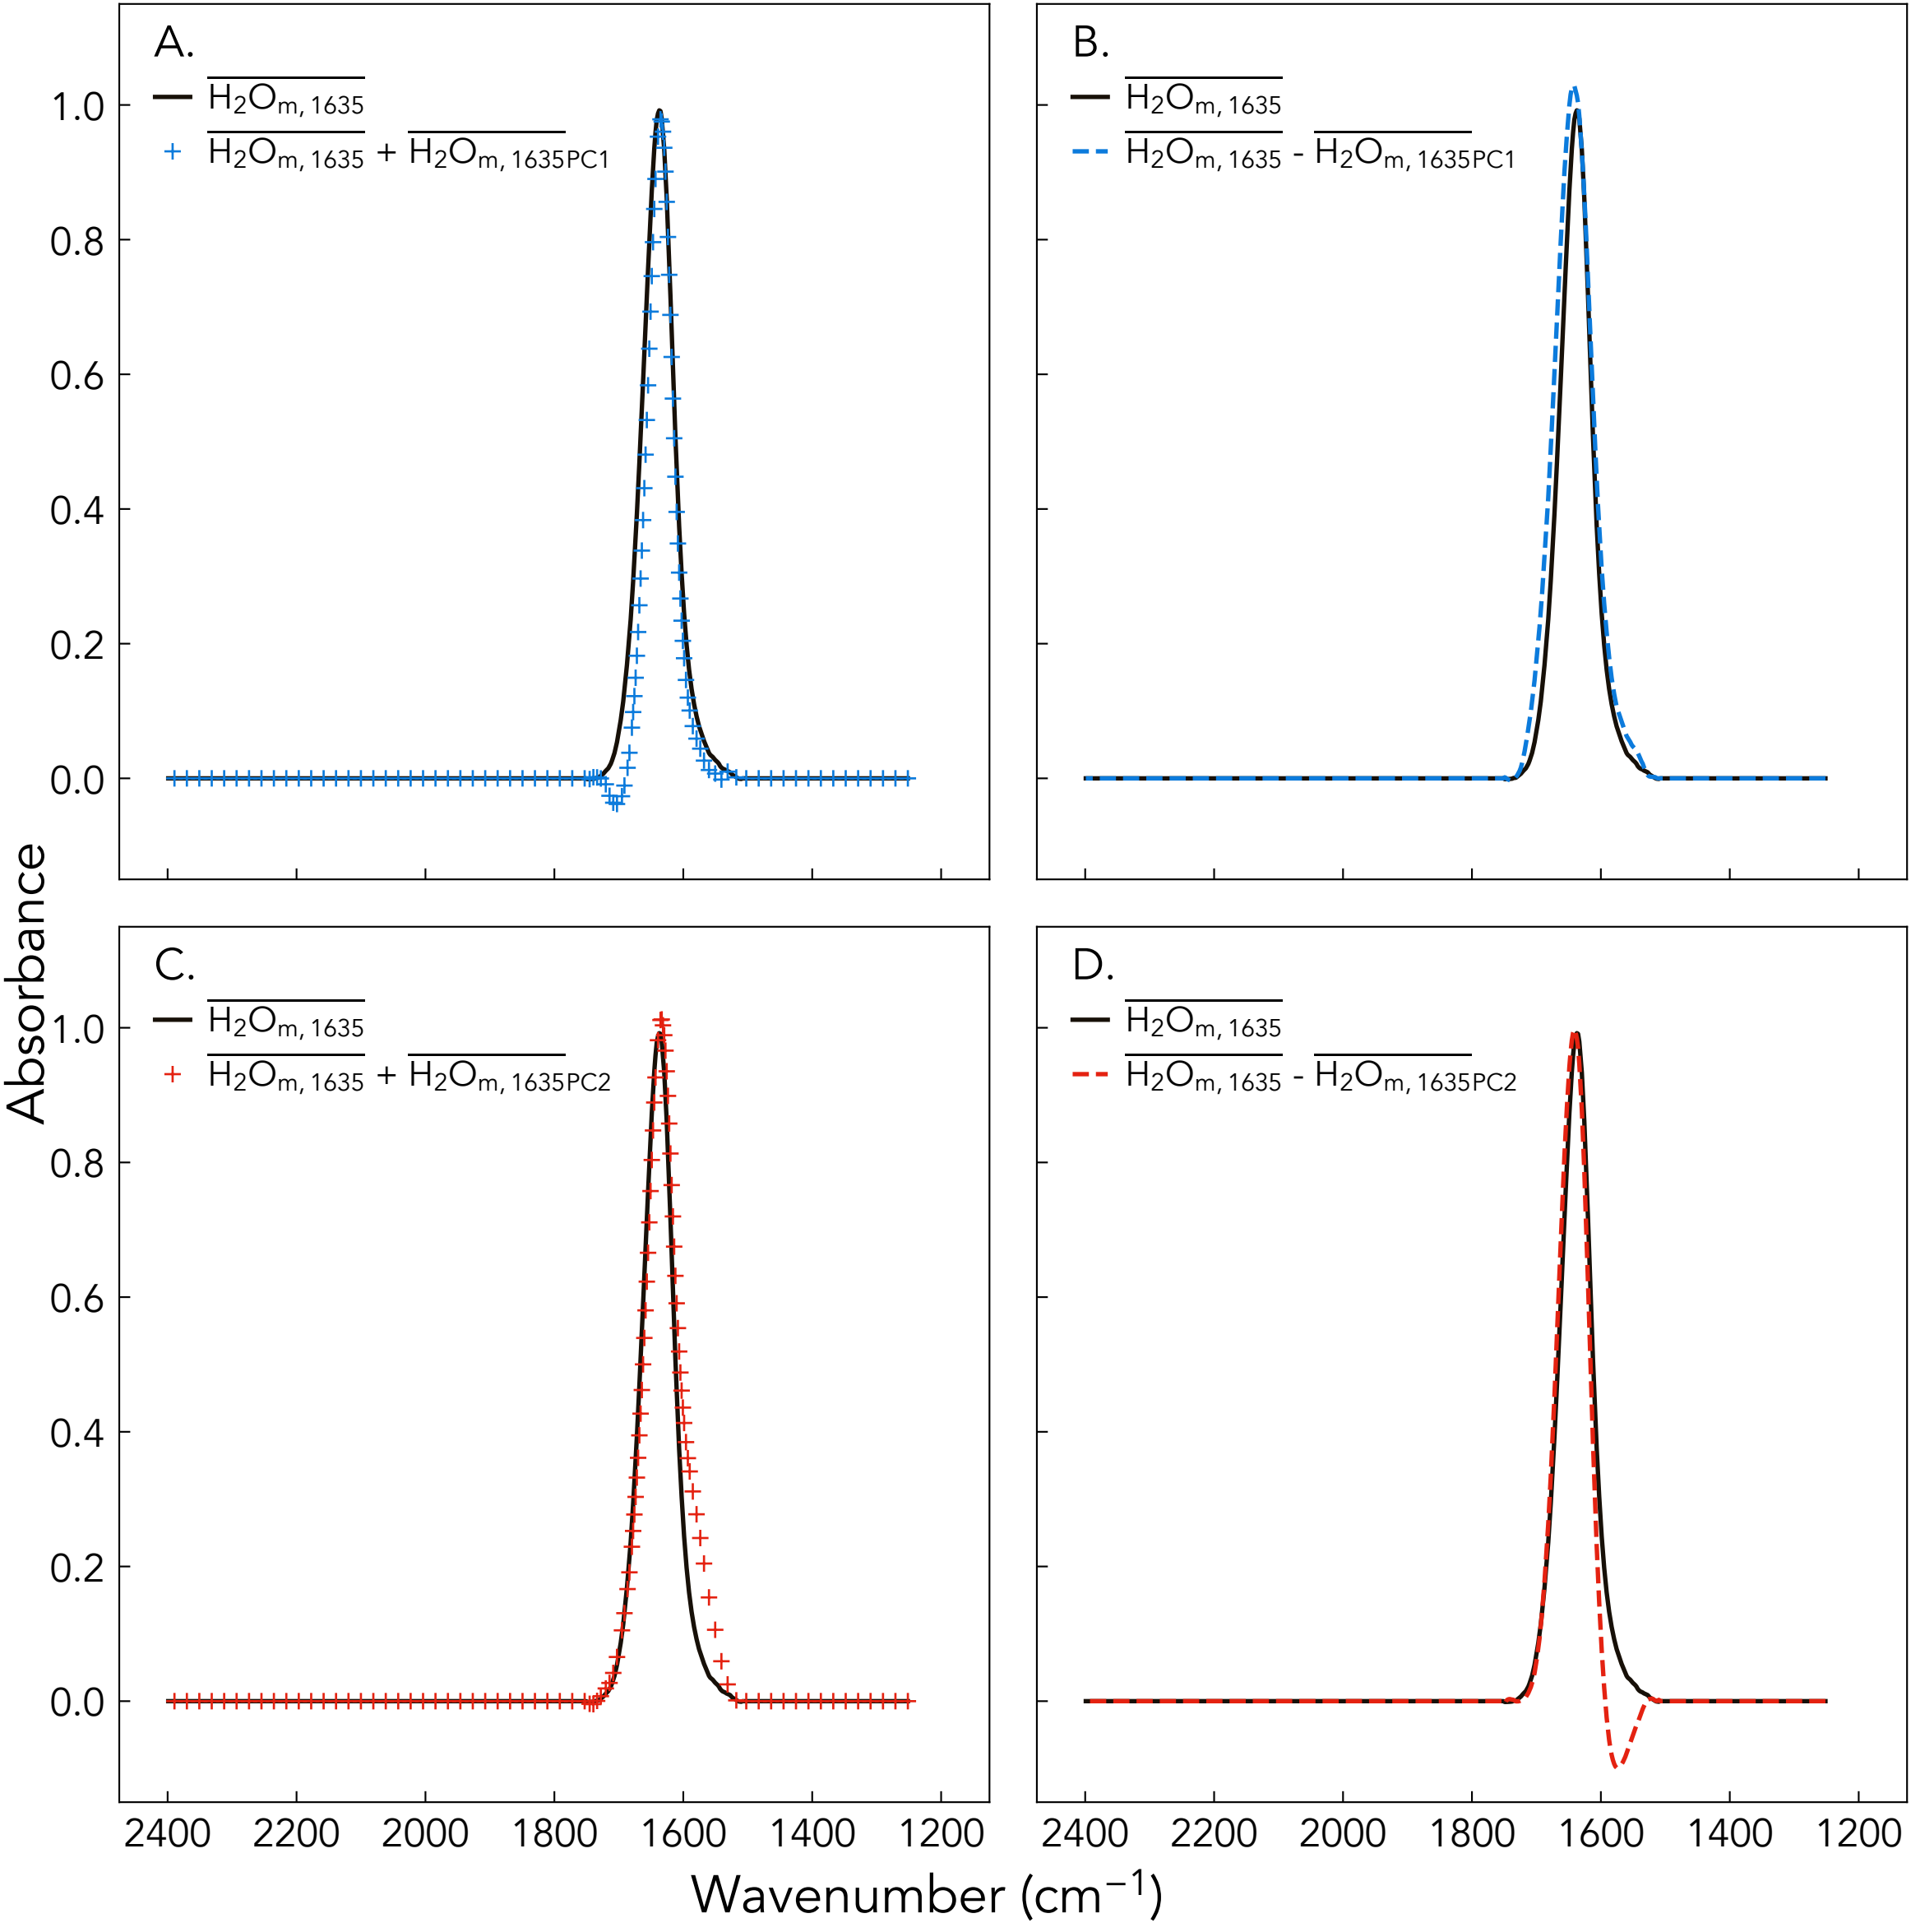 A.
H₂Oₘ, ₁₆₃₅
H₂Oₘ, ₁₆₃₅ + H₂Oₘ, ₁₆₃₅PC1
B.
H₂Oₘ, ₁₆₃₅
H₂Oₘ, ₁₆₃₅ - H₂Oₘ, ₁₆₃₅PC1
1.0
0.8
0.6
0.4
0.2
0.0
Absorbance
C.
H₂Oₘ, ₁₆₃₅
H₂Oₘ, ₁₆₃₅ + H₂Oₘ, ₁₆₃₅PC2
D.
H₂Oₘ, ₁₆₃₅
H₂Oₘ, ₁₆₃₅ - H₂Oₘ, ₁₆₃₅PC2
1.0
0.8
0.6
0.4
0.2
0.0
2400 2200 2000 1800 1600 1400 1200
2400 2200 2000 1800 1600 1400 1200
Wavenumber (cm⁻¹)